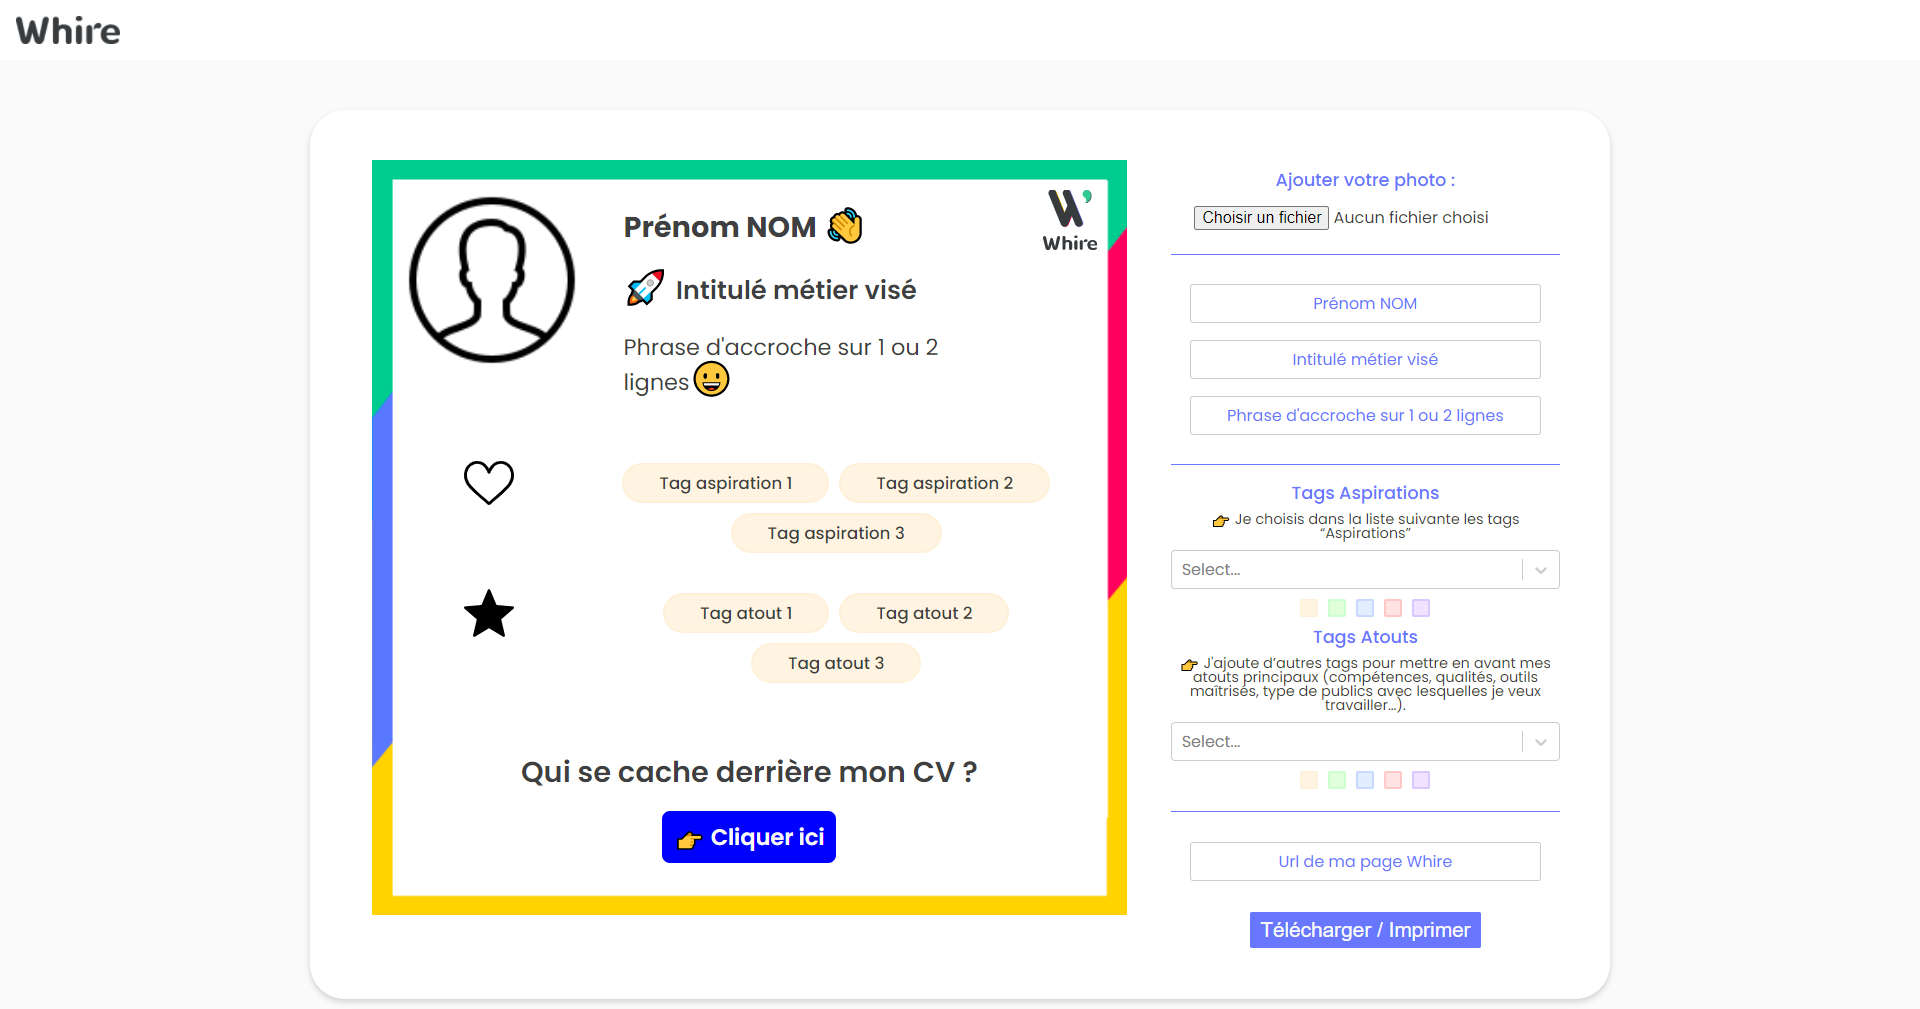 Whire
Prénom NOM 👋
Whire
🚀 Intitulé métier visé
Phrase d'accroche sur 1 ou 2
lignes 😀
Tag aspiration 1
Tag aspiration 2
Tag aspiration 3
Tag atout 1
Tag atout 2
Tag atout 3
Qui se cache derrière mon CV ?
👉 Cliquer ici
Ajouter votre photo :
Choisir un fichier Aucun fichier choisi
Prénom NOM
Intitulé métier visé
Phrase d'accroche sur 1 ou 2 lignes
Tags Aspirations
👉 Je choisis dans la liste suivante les tags
“Aspirations”
Select...
Tags Atouts
👉 J'ajoute d’autres tags pour mettre en avant mes
atouts principaux (compétences, qualités, outils
maîtrisés, type de publics avec lesquelles je veux
travailler…).
Select...
Url de ma page Whire
Télécharger / Imprimer